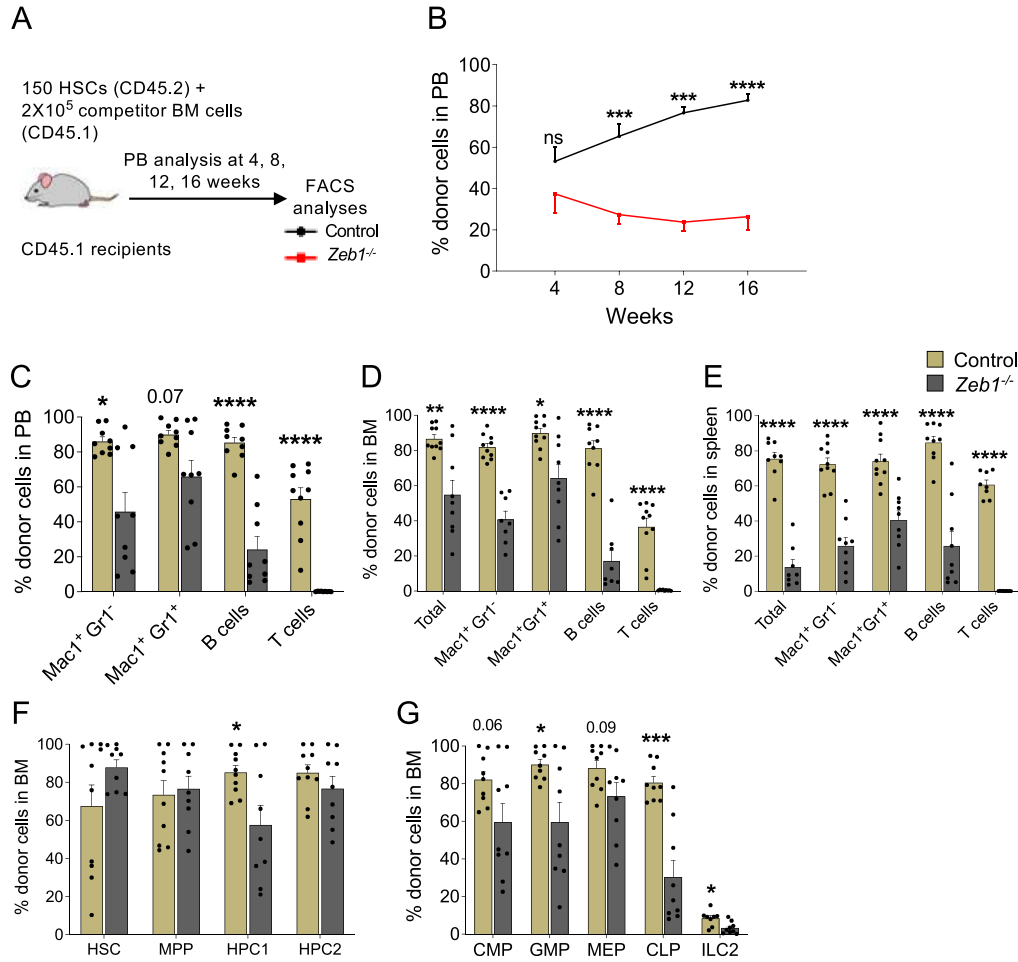 A
150 HSCs (CD45.2) +
2X10⁵ competitor BM cells
(CD45.1)
PB analysis at 4, 8,
12, 16 weeks
FACS
analyses
Control
Zeb1⁻/⁻
CD45.1 recipients
B
% donor cells in PB
100
80
60
40
20
0
ns
***
***
****
4
8
12
16
Weeks
Control
Zeb1⁻/⁻
C
% donor cells in PB
100
80
60
40
20
0
*
0.07
****
****
Mac1⁺ Gr1⁻
Mac1⁺ Gr1⁺
B cells
T cells
D
% donor cells in BM
100
80
60
40
20
0
**
****
*
****
****
Total
Mac1⁺ Gr1⁻
Mac1⁺Gr1⁺
B cells
T cells
E
% donor cells in spleen
100
80
60
40
20
0
****
****
****
****
****
Total
Mac1⁺ Gr1⁻
Mac1⁺Gr1⁺
B cells
T cells
F
% donor cells in BM
100
80
60
40
20
0
*
HSC
MPP
HPC1
HPC2
G
% donor cells in BM
100
80
60
40
20
0
0.06
*
0.09
***
*
CMP
GMP
MEP
CLP
ILC2